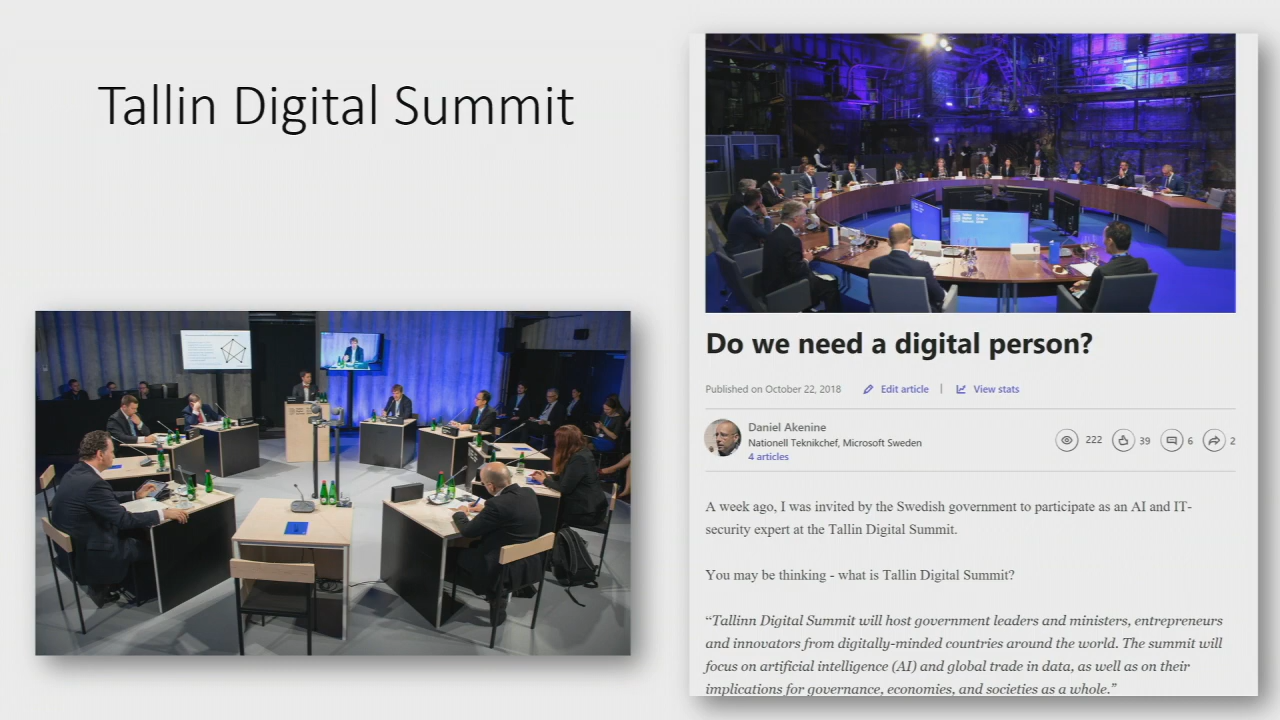 Tallin Digital Summit
Do we need a digital person?
Published on October 22, 2018
Edit article
|
View stats
Daniel Akenine
Nationell Teknikchef, Microsoft Sweden
4 articles
222
39
6
2
A week ago, I was invited by the Swedish government to participate as an AI and IT-
security expert at the Tallin Digital Summit.
You may be thinking - what is Tallin Digital Summit?
“Tallinn Digital Summit will host government leaders and ministers, entrepreneurs
and innovators from digitally-minded countries around the world. The summit will
focus on artificial intelligence (AI) and global trade in data, as well as on their
implications for governance, economies, and societies as a whole.”